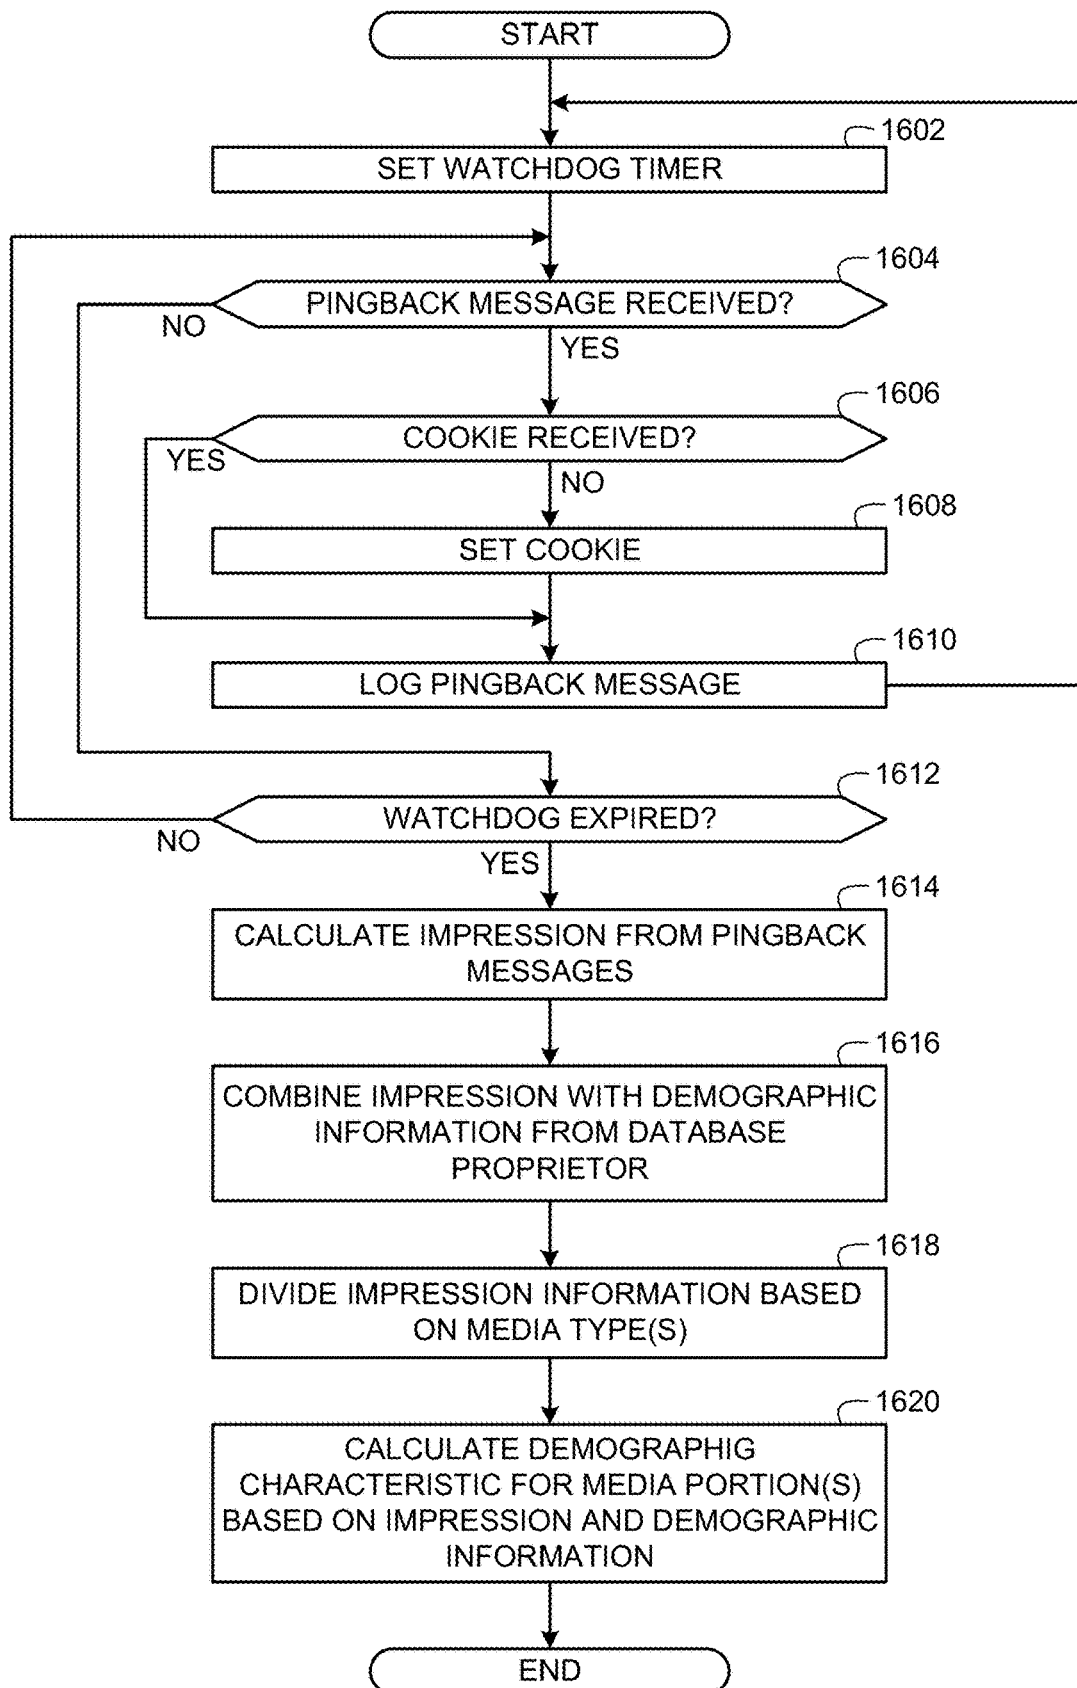 START
1602
SET WATCHDOG TIMER
1604
PINGBACK MESSAGE RECEIVED?
NO
YES
1606
COOKIE RECEIVED?
YES
NO
1608
SET COOKIE
1610
LOG PINGBACK MESSAGE
1612
WATCHDOG EXPIRED?
NO
YES
1614
CALCULATE IMPRESSION FROM PINGBACK
MESSAGES
1616
COMBINE IMPRESSION WITH DEMOGRAPHIC
INFORMATION FROM DATABASE
PROPRIETOR
1618
DIVIDE IMPRESSION INFORMATION BASED
ON MEDIA TYPE(S)
1620
CALCULATE DEMOGRAPHIG
CHARACTERISTIC FOR MEDIA PORTION(S)
BASED ON IMPRESSION AND DEMOGRAPHIC
INFORMATION
END